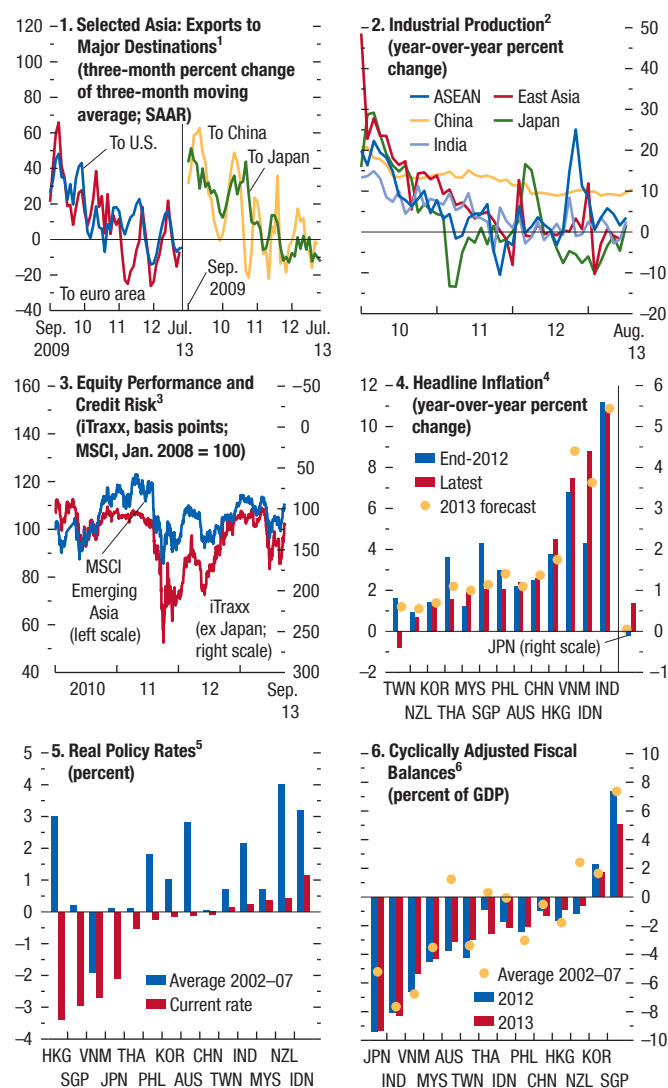 1. Selected Asia: Exports to
Major Destinations1
(three-month percent
change of three-month
moving
average; SAAR)
120
100
80
60
40
20
0
−20
−40
To U.S.
To China
To Japan
To euro area
Sep.
2009
Sep.
2009
10
11
12
Jul.
13
10
11
12
Jul.
13
2. Industrial Production2
(year-over-year percent
change)
ASEAN
East Asia
China
Japan
India
50
40
30
20
10
0
−10
−20
10
11
12
Aug.
13
3. Equity Performance and
Credit Risk3
(iTraxx, basis points;
MSCI, Jan. 2008 = 100)
160
140
120
100
80
60
40
−50
0
50
100
150
200
250
300
MSCI
Emerging
Asia
(left scale)
iTraxx
(ex Japan;
right scale)
2010
11
12
Sep.
13
4. Headline Inflation4
(year-over-year percent
change)
End-2012
Latest
2013 forecast
12
10
8
6
4
2
0
−2
6
5
4
3
2
1
0
−1
JPN (right scale)
TWN KOR MYS PHL CHN VNM IND
NZL THA SGP AUS HKG IDN
5. Real Policy Rates5
(percent)
5
4
3
2
1
0
−1
−2
−3
−4
Average 2002–07
Current rate
HKG VNM THA KOR CHN IND NZL
SGP JPN PHL AUS TWN MYS IDN
6. Cyclically Adjusted Fiscal
Balances6
(percent of GDP)
10
8
6
4
2
0
−2
−4
−6
−8
−10
Average 2002–07
2012
2013
JPN VNM AUS THA PHL HKG KOR
IND MYS TWN IDN CHN NZL SGP